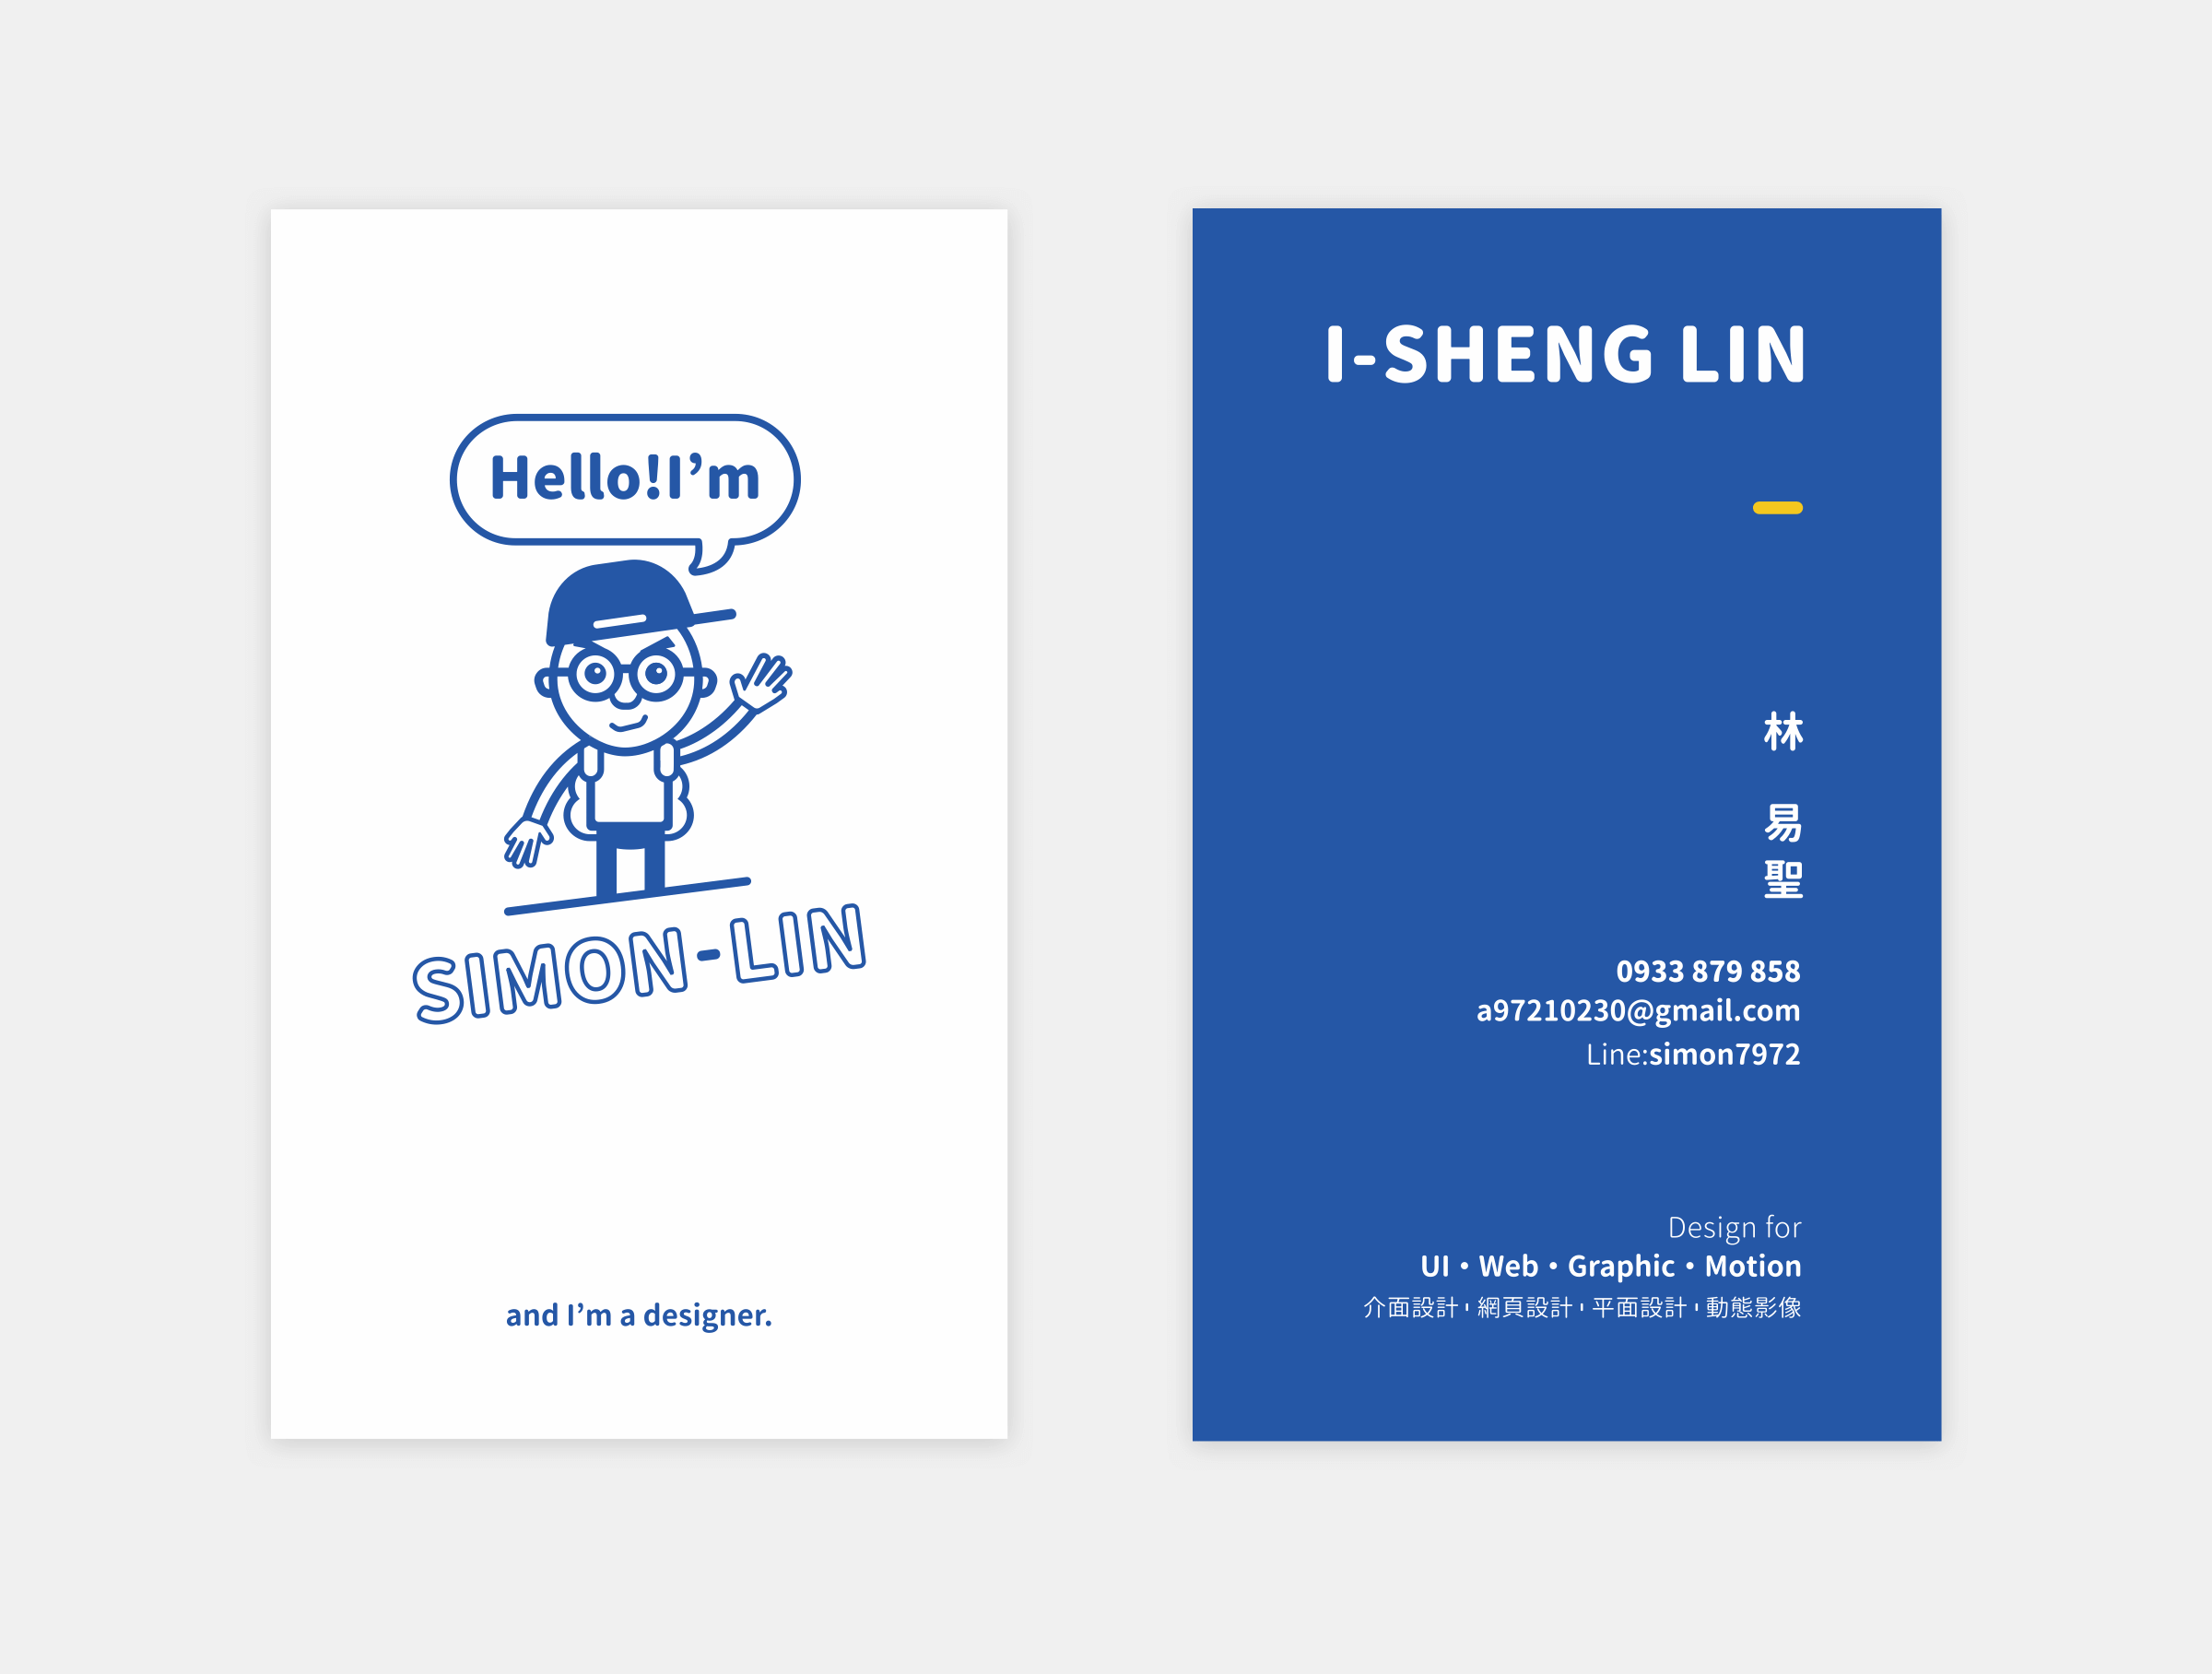 Hello!I’m
SIMON-LIN
and I’m a designer.
I-SHENG LIN
林 易聖
0933 879 858
a97210230@gmail.com
Line:simon7972
Design for
UI・Web・Graphic・Motion
介面設計 ‧ 網頁設計 ‧ 平面設計 ‧ 動態影像